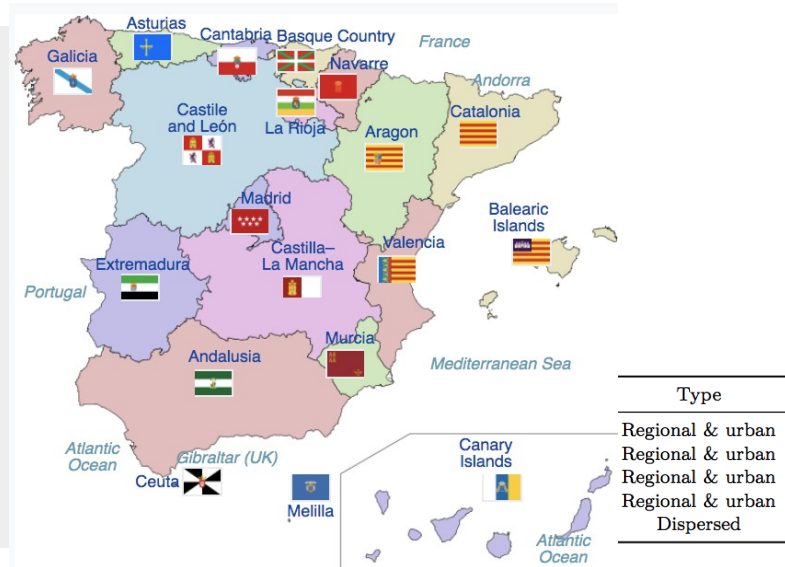 Asturias
Cantabria
Basque Country
France
Galicia
Navarre
Andorra
Castile
and León
La Rioja
Aragon
Catalonia
Madrid
Balearic
Islands
Valencia
Extremadura
Castilla–
La Mancha
Portugal
Murcia
Andalusia
Mediterranean Sea
Atlantic
Ocean
Gibraltar (UK)
Ceuta
Melilla
Canary
Islands
Atlantic
Ocean
Type
Regional & urban
Regional & urban
Regional & urban
Regional & urban
Dispersed